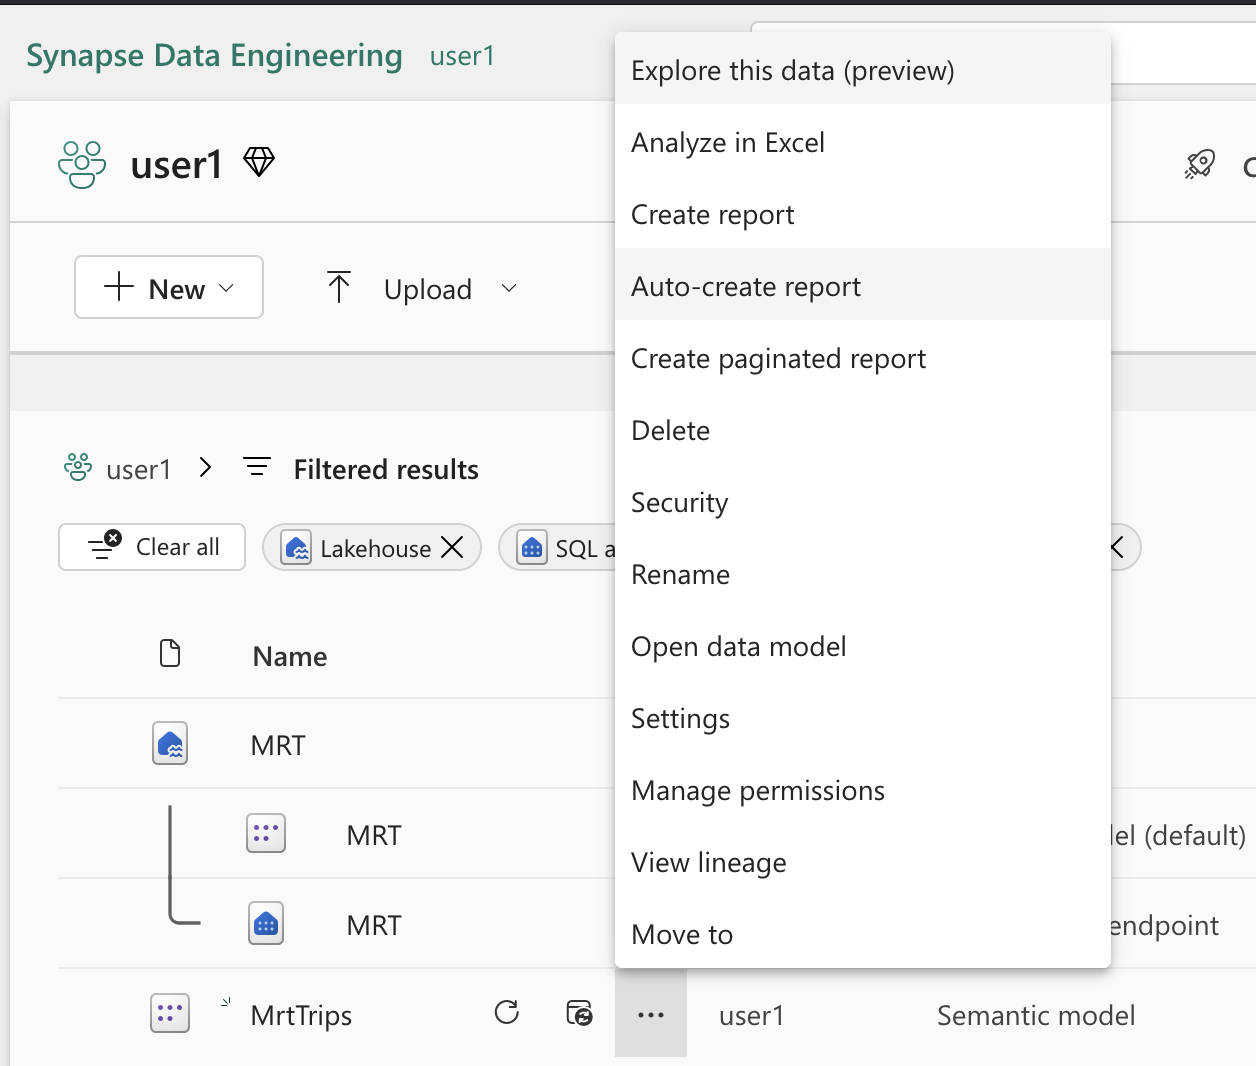 Synapse Data Engineering user1
user1
New
Upload
user1
Filtered results
Clear all
Lakehouse
SQL a
Name
MRT
MRT
MRT
MrtTrips
user1
Semantic model
Explore this data (preview)
Analyze in Excel
Create report
Auto-create report
Create paginated report
Delete
Security
Rename
Open data model
Settings
Manage permissions
View lineage
Move to
(default)
endpoint